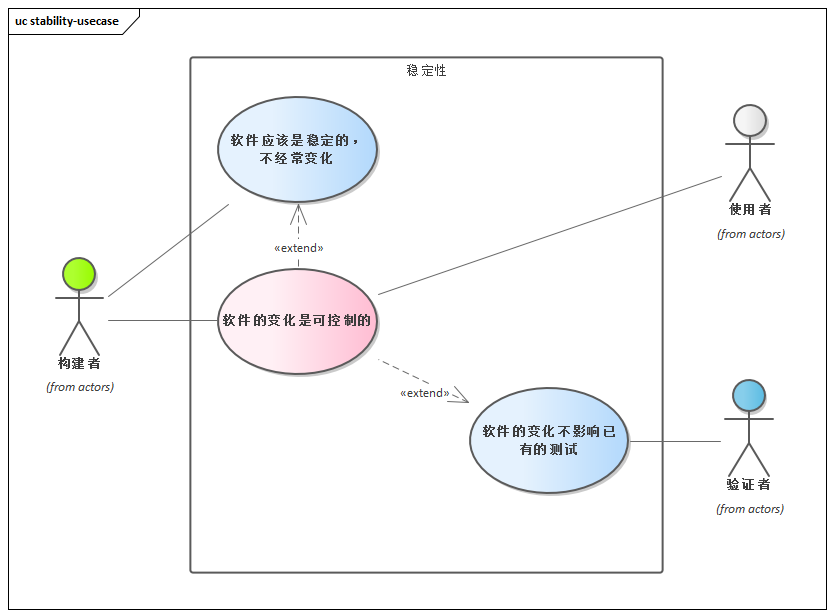 uc stability-usecase
稳定性
软件应该是稳定的，
不经常变化
«extend»
软件的变化是可控制的
«extend»
软件的变化不影响已
有的测试
构建者
(from actors)
使用者
(from actors)
验证者
(from actors)